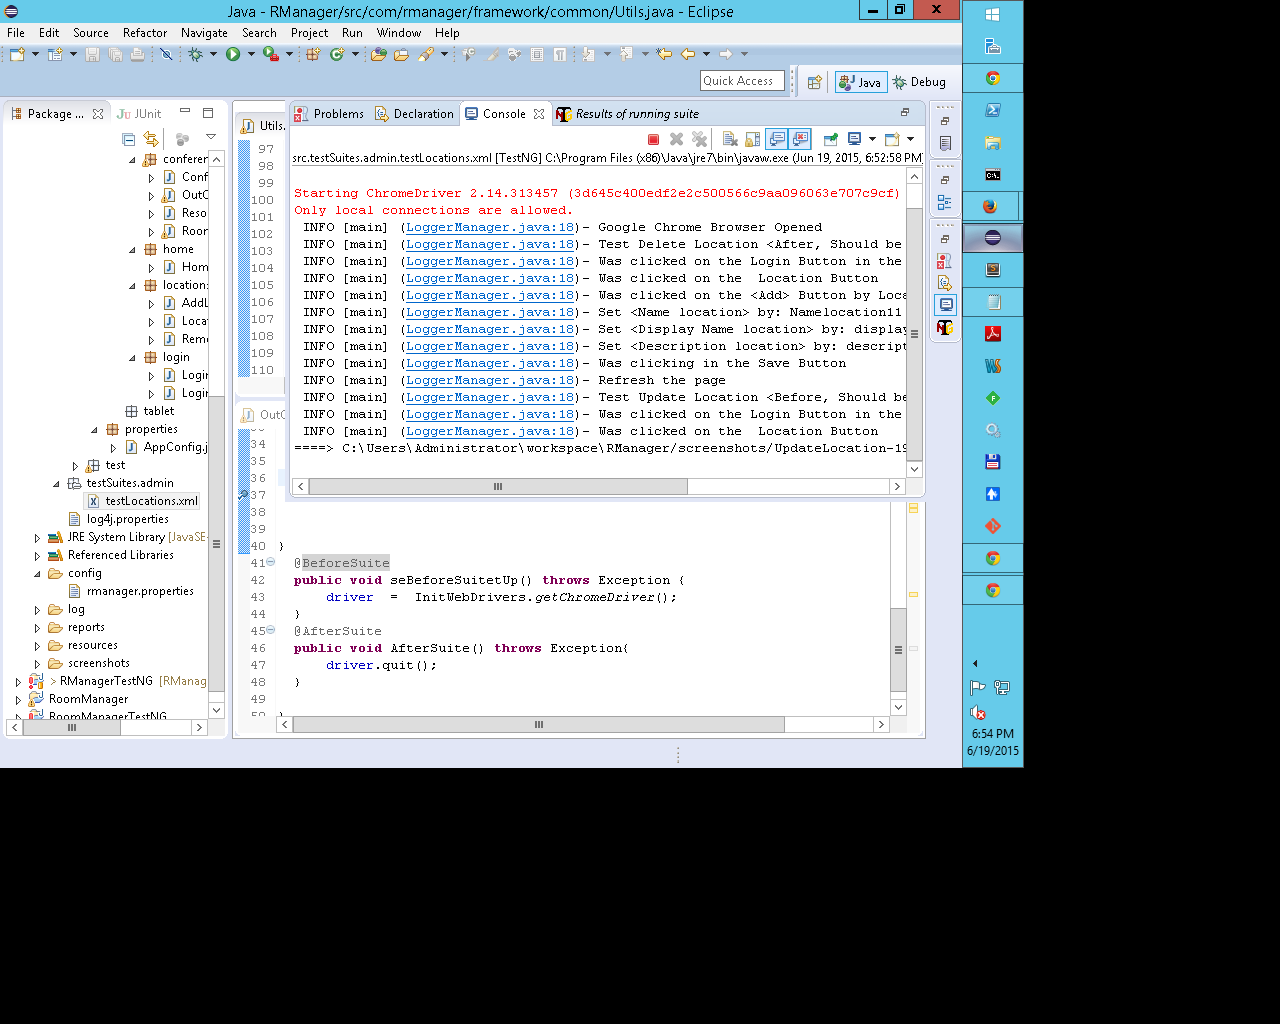 Java - RManager/src/com/rmanager/framework/common/Utils.java - Eclipse
File Edit Source Refactor Navigate Search Project Run Window Help
Quick Access
Java
Debug
Package ...
JUnit
conferen
Conf
OutC
Reso
Roon
home
Hom
location:
AddL
Locat
Remo
login
Login
Login
tablet
properties
AppConfig.j
test
testSuites.admin
testLocations.xml
log4j.properties
JRE System Library [JavaSE-
Referenced Libraries
config
rmanager.properties
log
reports
resources
screenshots
> RManagerTestNG [RManag
RoomManager
RoomManagerTestNG
Utils.
97
98
99
100
101
102
103
104
105
106
107
108
109
110
Problems Declaration Console Results of running suite
src.testSuites.admin.testLocations.xml [TestNG] C:\Program Files (x86)\Java\jre7\bin\javaw.exe (Jun 19, 2015, 6:52:58 PM)
Starting ChromeDriver 2.14.313457 (3d645c400edf2e2c500566c9aa096063e707c9cf)
Only local connections are allowed.
INFO [main] (LoggerManager.java:18)- Google Chrome Browser Opened
INFO [main] (LoggerManager.java:18)- Test Delete Location <After, Should be
INFO [main] (LoggerManager.java:18)- Was clicked on the Login Button in the
INFO [main] (LoggerManager.java:18)- Was clicked on the  Location Button
INFO [main] (LoggerManager.java:18)- Was clicked on the <Add> Button by Loca
INFO [main] (LoggerManager.java:18)- Set <Name location> by: Namelocation11
INFO [main] (LoggerManager.java:18)- Set <Display Name location> by: display
INFO [main] (LoggerManager.java:18)- Set <Description location> by: descript
INFO [main] (LoggerManager.java:18)- Was clicking in the Save Button
INFO [main] (LoggerManager.java:18)- Refresh the page
INFO [main] (LoggerManager.java:18)- Test Update Location <Before, Should be
INFO [main] (LoggerManager.java:18)- Was clicked on the Login Button in the
INFO [main] (LoggerManager.java:18)- Was clicked on the  Location Button
====> C:\Users\Administrator\workspace\RManager/screenshots/UpdateLocation-19
OutC
34
35
36
37
38
39
40 }
41 @BeforeSuite
42 public void seBeforeSuitetUp() throws Exception {
43 driver  =  InitWebDrivers.getChromeDriver();
44 }
45 @AfterSuite
46 public void AfterSuite() throws Exception{
47 driver.quit();
48 }
49
50 }
6:54 PM
6/19/2015